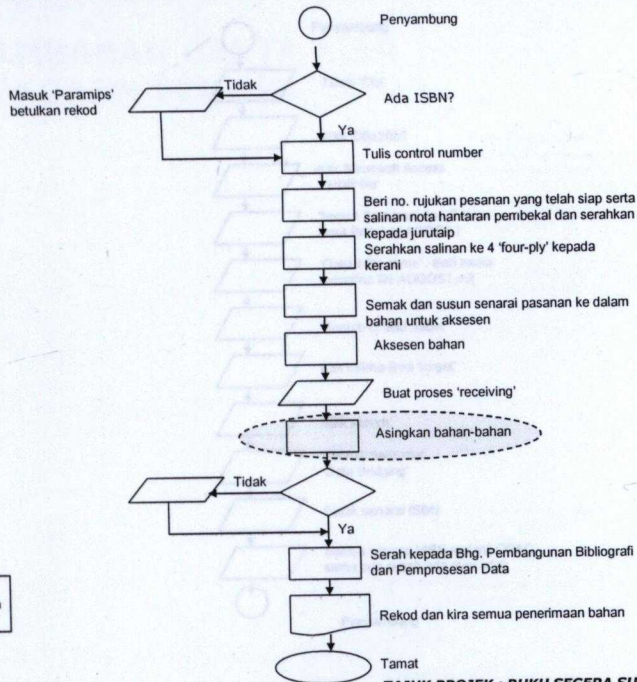 Penyambung
Tidak
Masuk 'Paramips'
betulkan rekod
Ada ISBN?
Ya
Tulis control number
Beri no. rujukan pesanan yang telah siap serta
salinan nota hantaran pembekal dan serahkan
kepada jurutaip
Serahkan salinan ke 4 'four-ply' kepada
kerani
Semak dan susun senarai pasanan ke dalam
bahan untuk aksesen
Aksesen bahan
Buat proses 'receiving'
Asingkan bahan-bahan
Tidak
Ya
Serah kepada Bhg. Pembangunan Bibliografi
dan Pemprosesan Data
Rekod dan kira semua penerimaan bahan
Tamat